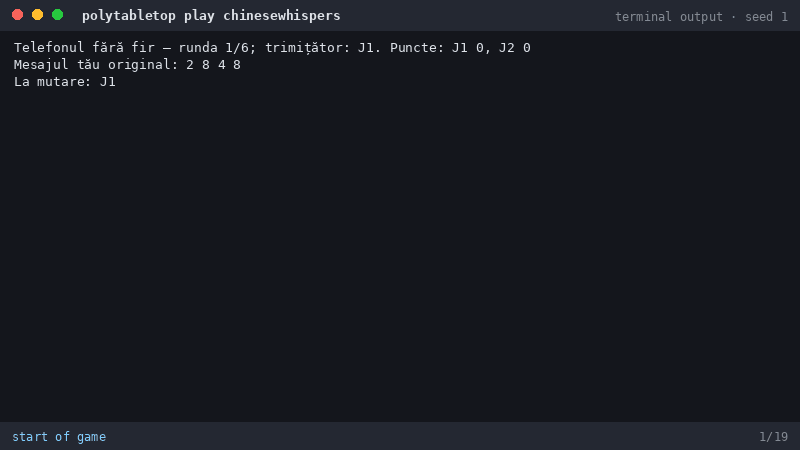 polytabletop play chinesewhispers
terminal output · seed 1
Telefonul fără fir — runda 1/6; trimițător: J1. Puncte: J1 0, J2 0
Mesajul tău original: 2 8 4 8
La mutare: J1
start of game
1/19